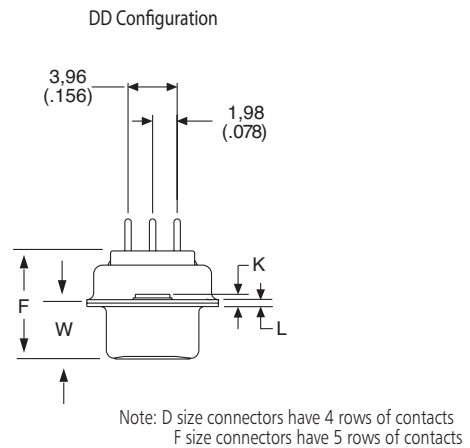 DD Configuration
3,96
(.156)
1,98
(.078)
K
F
W
L
Note: D size connectors have 4 rows of contacts
F size connectors have 5 rows of contacts